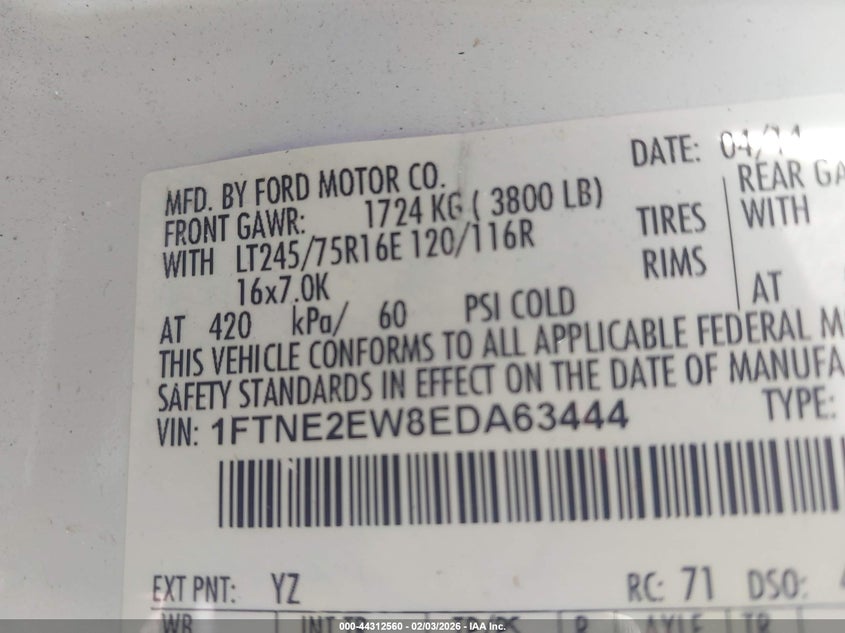 DATE: 04/14
MFD. BY FORD MOTOR CO.
FRONT GAWR: 1724 KG ( 3800 LB) REAR
WITH LT245/75R16E 120/116R TIRES WITH
16x7.0K RIMS
AT 420 kPa/ 60 PSI COLD AT
THIS VEHICLE CONFORMS TO ALL APPLICABLE FEDERAL
SAFETY STANDARDS IN EFFECT ON THE DATE OF
VIN: 1FTNE2EW8EDA63444 TYPE:
EXT PNT: YZ RC: 71 DSO:
WB
000-44312560 - 02/03/2026 - IAA Inc.